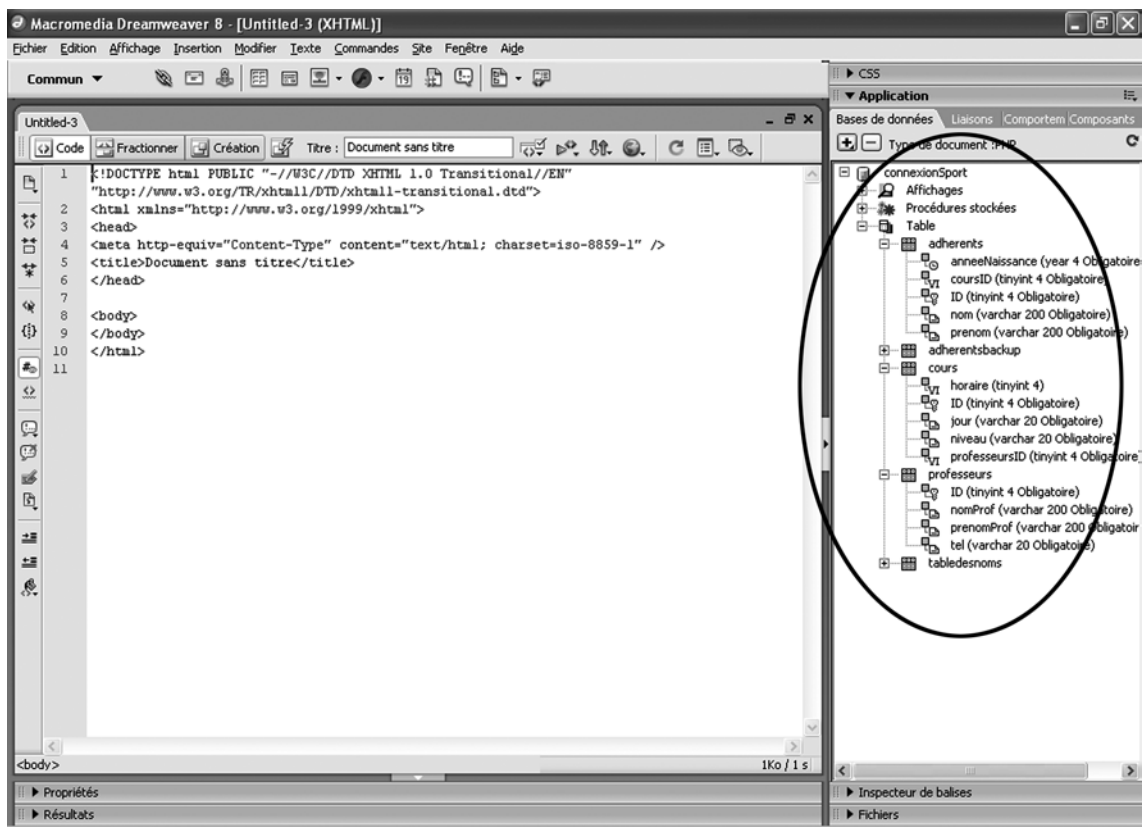 Macromedia Dreamweaver 8 - [Untitled-3 (XHTML)]
Fichier Edition Affichage Insertion Modifier Texte Commandes Site Fenêtre Aide
Commun
Untitled-3
Code Fractionner Création Titre : Document sans titre
1 <!DOCTYPE html PUBLIC "-//W3C//DTD XHTML 1.0 Transitional//EN"
"http://www.w3.org/TR/xhtml1/DTD/xhtml1-transitional.dtd">
2 <html xmlns="http://www.w3.org/1999/xhtml">
3 <head>
4 <meta http-equiv="Content-Type" content="text/html; charset=iso-8859-1" />
5 <title>Document sans titre</title>
6 </head>
7
8 <body>
9 </body>
10 </html>
11
<body>
1Ko / 1 s
Propriétés
Résultats
CSS
Application
Bases de données Liaisons Comportem Composants
Type de document :PHP
connexionSport
Affichages
Procédures stockées
Table
adherents
anneeNaissance (year 4 Obligatoire
coursID (tinyint 4 Obligatoire)
ID (tinyint 4 Obligatoire)
nom (varchar 200 Obligatoire)
prenom (varchar 200 Obligatoire)
adherentsbackup
cours
horaire (tinyint 4)
ID (tinyint 4 Obligatoire)
jour (varchar 20 Obligatoire)
niveau (varchar 20 Obligatoire)
professeursID (tinyint 4 Obligatoire)
professeurs
ID (tinyint 4 Obligatoire)
nomProf (varchar 200 Obligatoire)
prenomProf (varchar 200 Obligatoir
tel (varchar 20 Obligatoire)
tabledesnoms
Inspecteur de balises
Fichiers